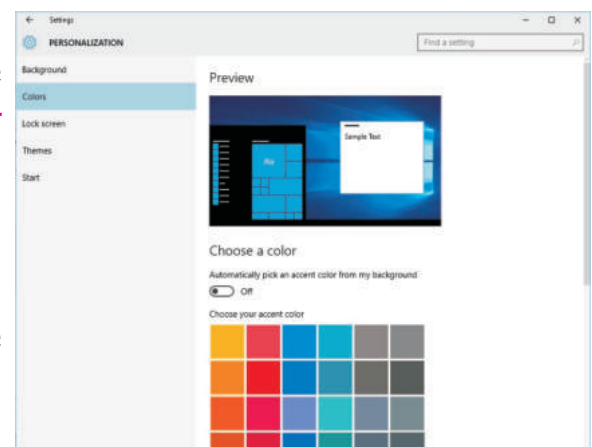 Settings
PERSONALIZATION
Find a setting
Background
Colors
Lock screen
Themes
Start
Preview
Sample Text
Aa
Choose a color
Automatically pick an accent color from my background
Off
Choose your accent color